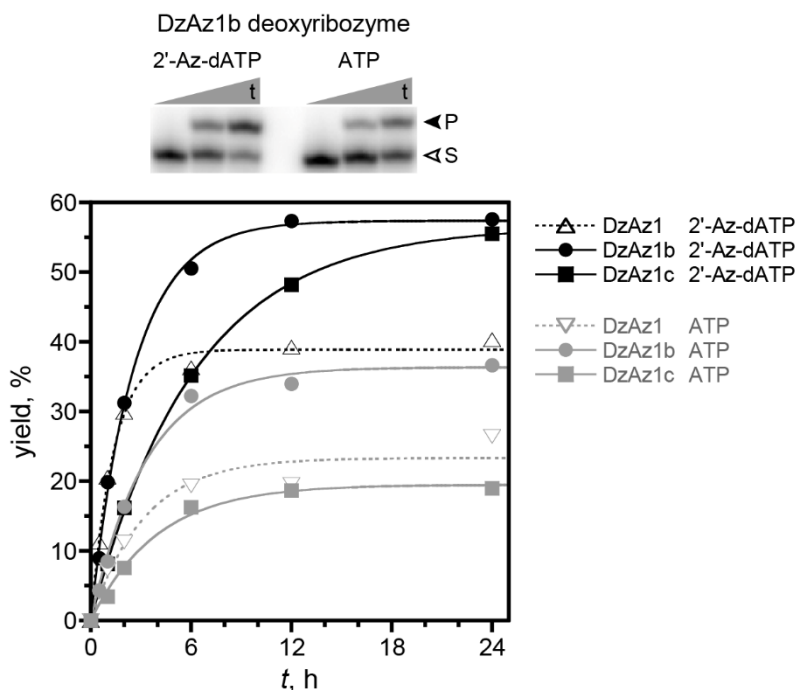 DzAz1b deoxyribozyme
2'-Az-dATP ATP
t t
P
S
60
50
40
30
20
10
0
yield, %
0 6 12 18 24
t, h
DzAz1 2'-Az-dATP
DzAz1b 2'-Az-dATP
DzAz1c 2'-Az-dATP
DzAz1 ATP
DzAz1b ATP
DzAz1c ATP